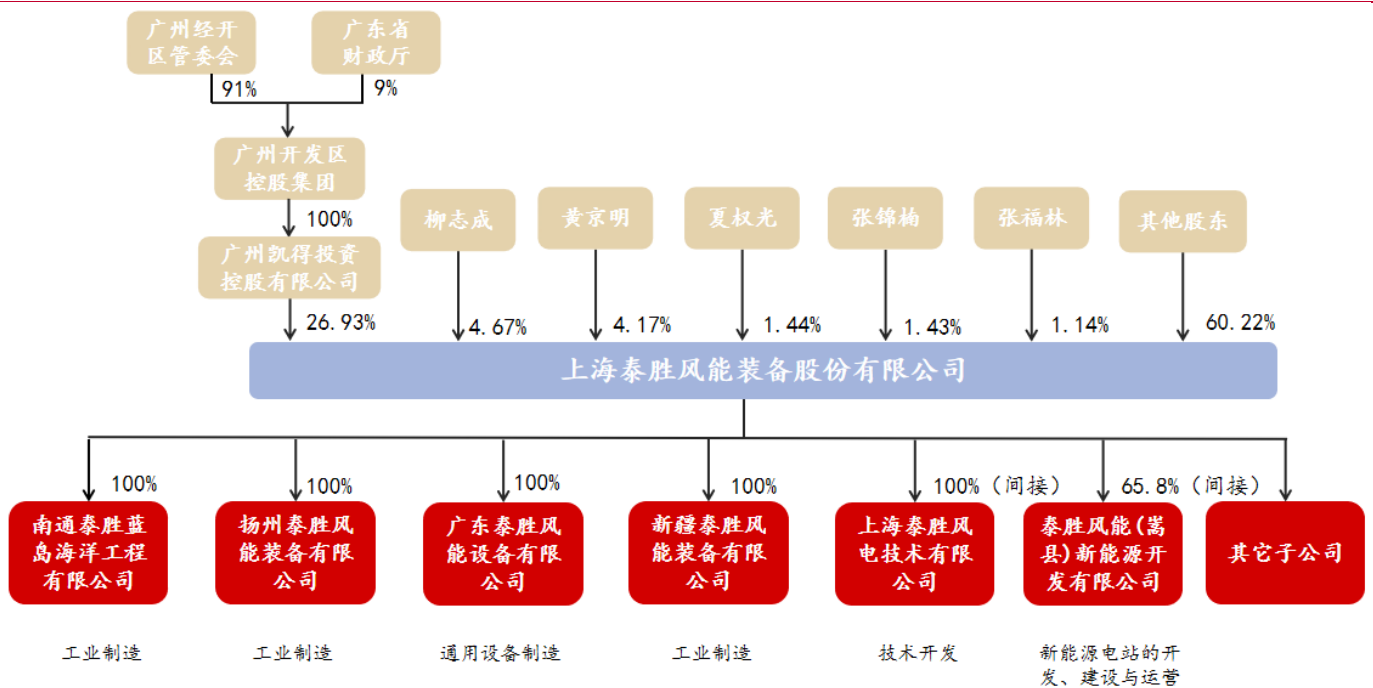 广州经开
区管委会
广东省
财政厅
91%
9%
广州开发区
控股集团
100%
广州凯得投资
控股有限公司
柳志成
黄京明
夏权光
张锦楠
张福林
其他股东
26.93%
4.67%
4.17%
1.44%
1.43%
1.14%
60.22%
上海泰胜风能装备股份有限公司
100%
100%
100%
100%
100%（间接）
65.8%（间接）
南通泰胜蓝
岛海洋工程
有限公司
扬州泰胜风
能装备有限
公司
广东泰胜风
能设备有限
公司
新疆泰胜风
能装备有限
公司
上海泰胜风
电技术有限
公司
泰胜风能(嵩
县)新能源开
发有限公司
其它子公司
工业制造
工业制造
通用设备制造
工业制造
技术开发
新能源电站的开
发、建设与运营